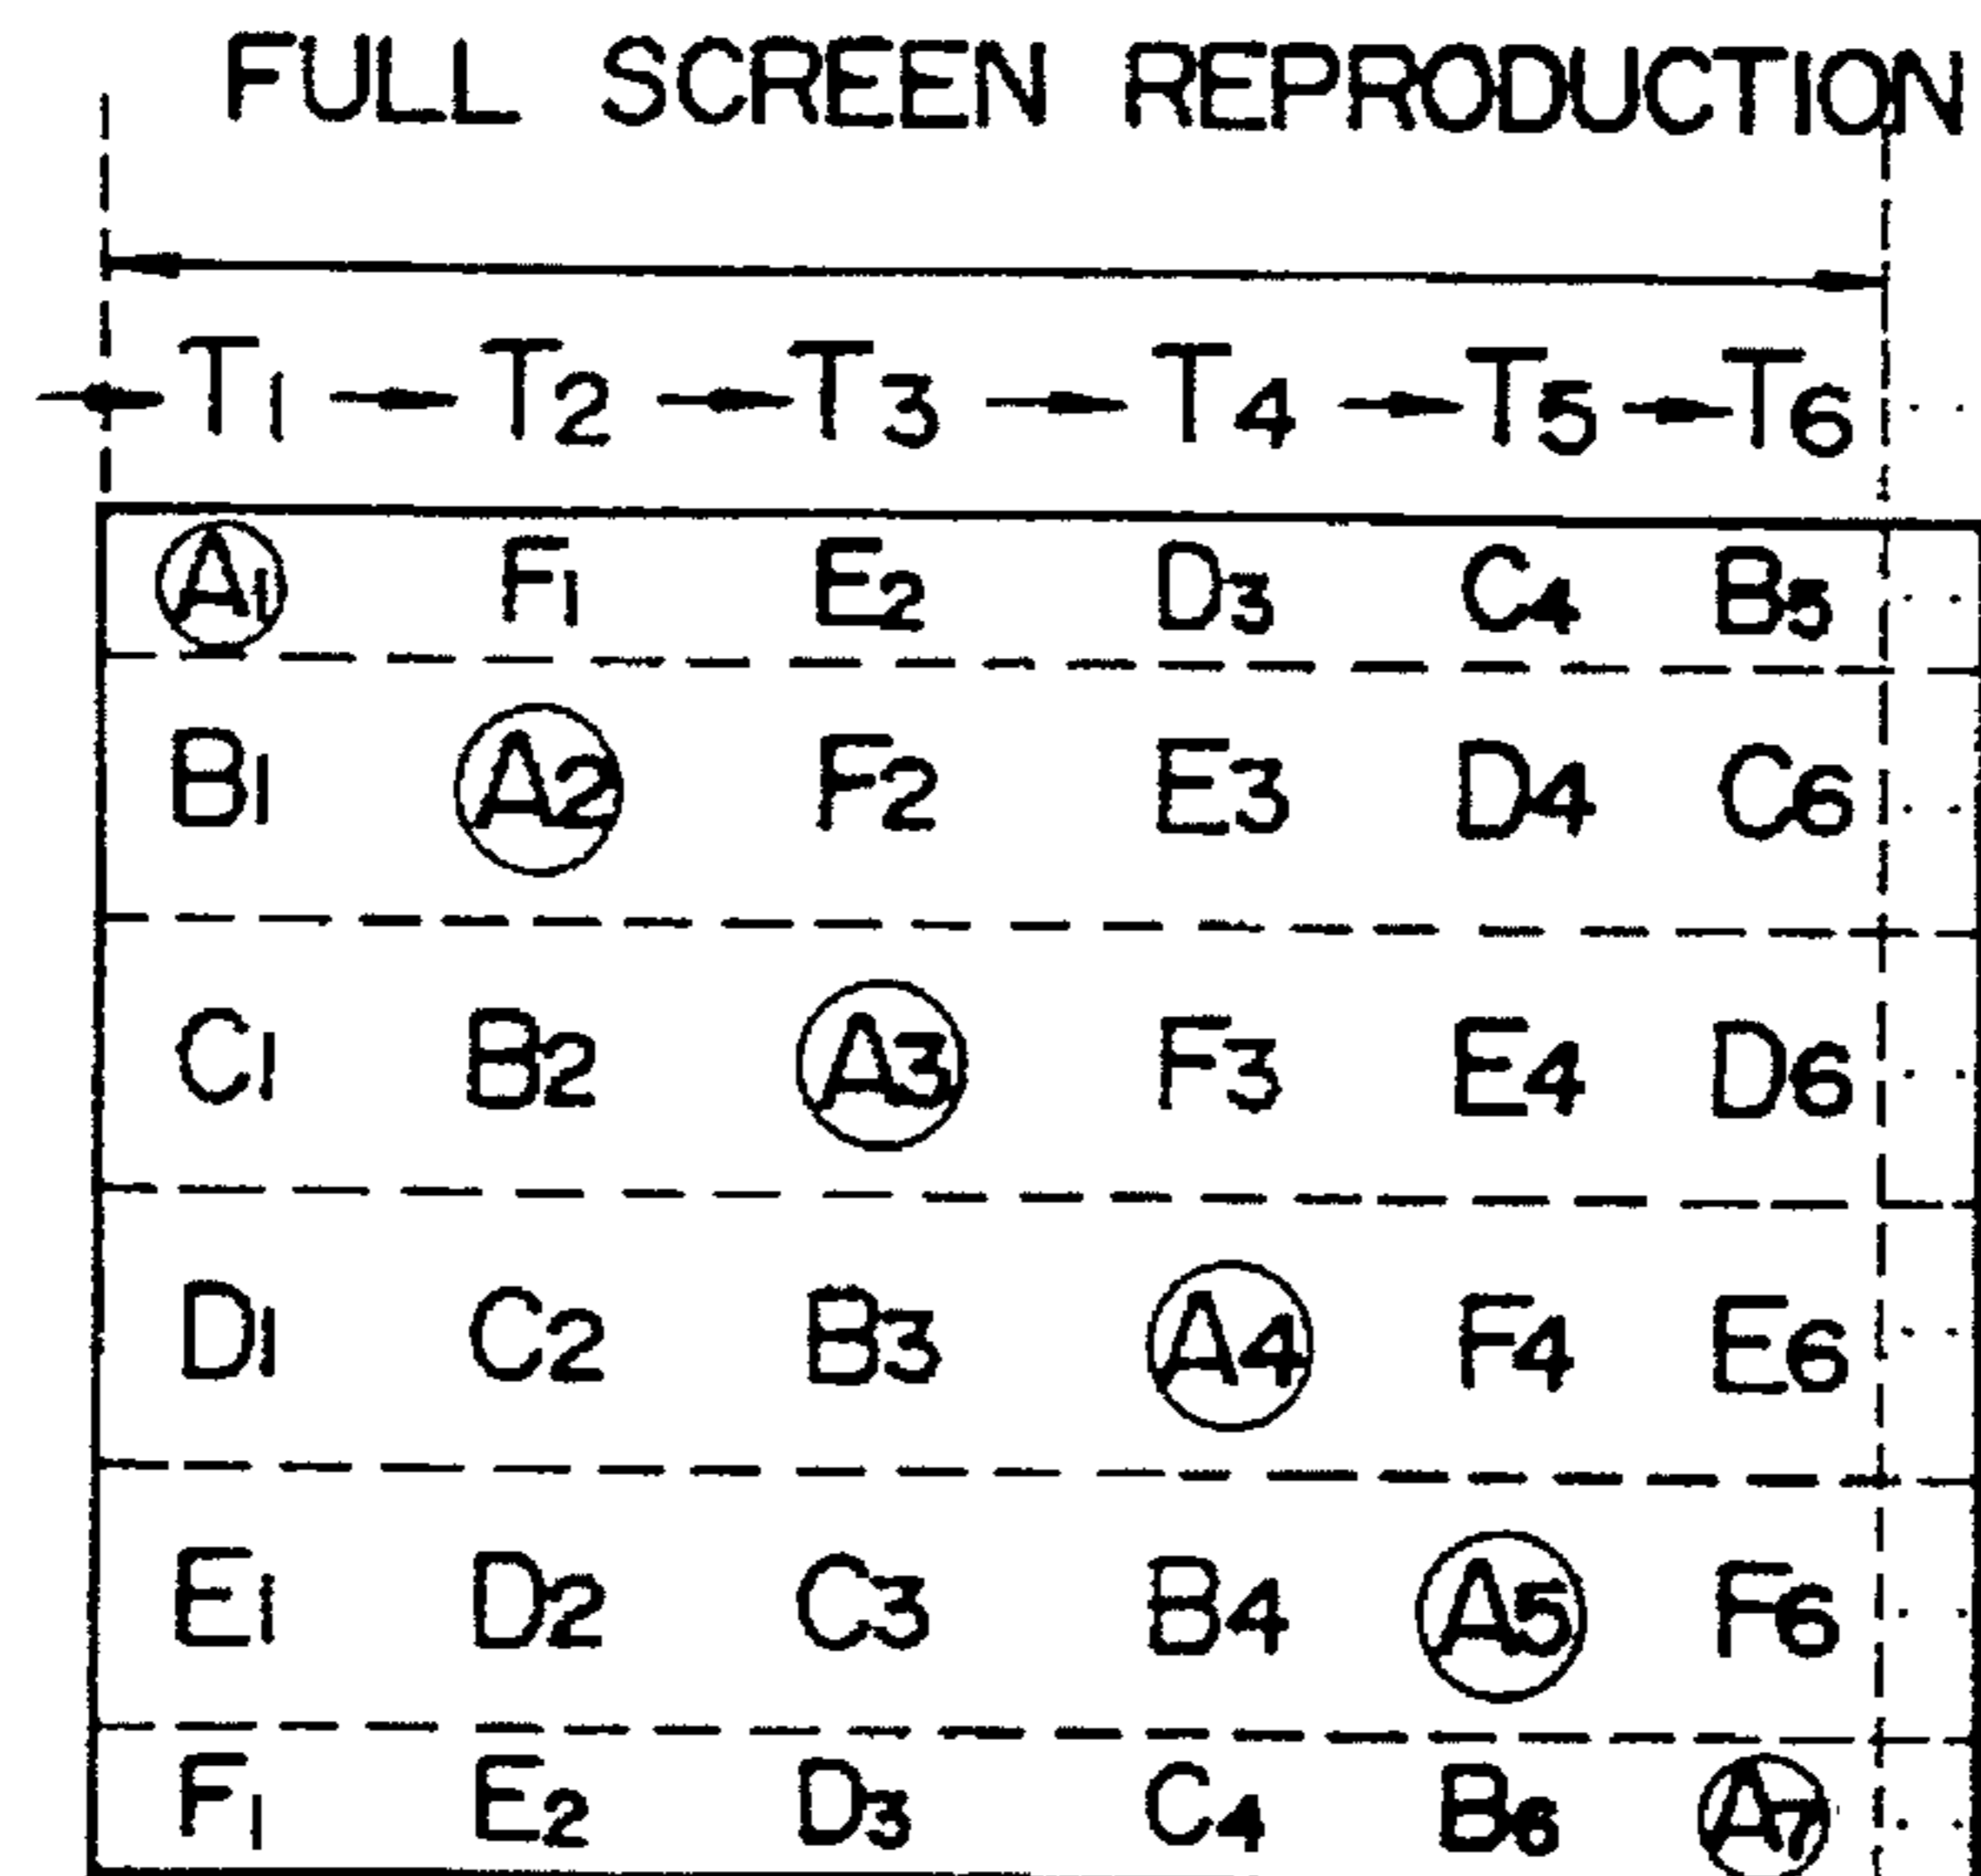 FULL SCREEN REPRODUCTION
T1 T2 T3 T4 T5 T6 ..
A1 F1 E2 D3 C4 B5 ..
B1 A2 F2 E3 D4 C6 ..
C1 B2 A3 F3 E4 D6 ..
D1 C2 B3 A4 F4 E6 ..
E1 D2 C3 B4 A5 F6 ..
F1 E2 D3 C4 B6 A7 ..